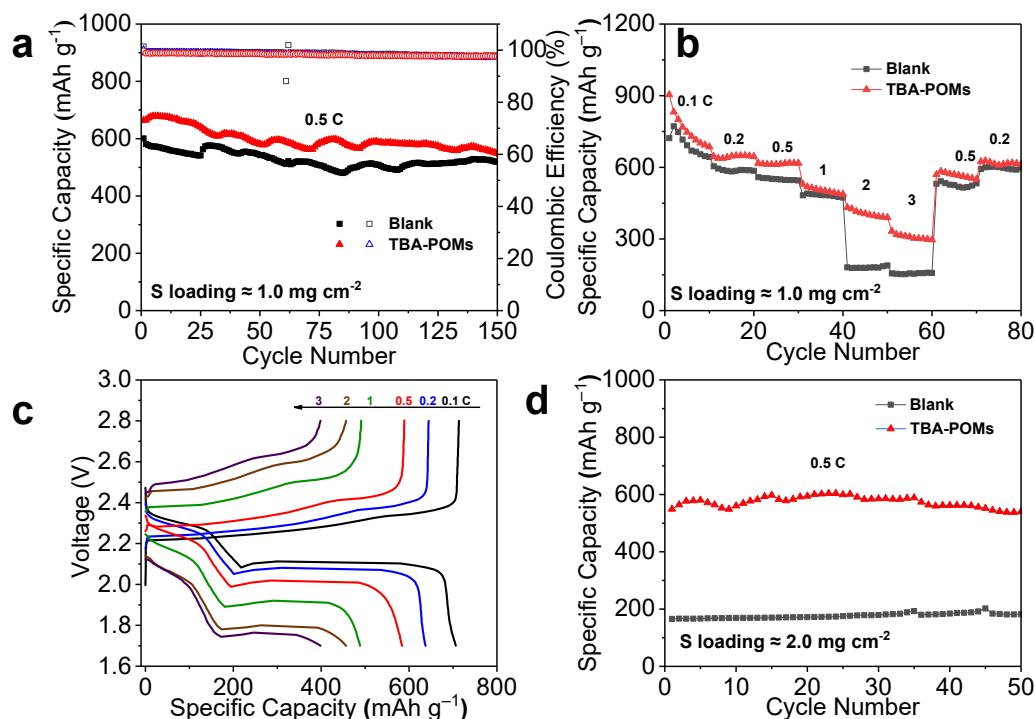 a
Specific Capacity (mAh g⁻¹)
1000
900
800
600
400
300
200
100
0
0.5 C
Blank
TBA-POMs
S loading ≈ 1.0 mg cm⁻²
0 25 50 75 100 125 150
Cycle Number
Coulombic Efficiency (%)
100
80
60
40
20
0
b
Specific Capacity (mAh g⁻¹)
1200
900
600
300
0
Blank
TBA-POMs
0.1 C
0.2
0.5
1
2
3
0.5
0.2
S loading ≈ 1.0 mg cm⁻²
0 20 40 60 80
Cycle Number
c
Voltage (V)
3.0
2.8
2.6
2.4
2.2
2.0
1.8
1.6
3 2 1 0.5 0.2 0.1 C
0 200 400 600 800
Specific Capacity (mAh g⁻¹)
d
Specific Capacity (mAh g⁻¹)
1000
800
600
400
200
0
Blank
TBA-POMs
0.5 C
S loading ≈ 2.0 mg cm⁻²
0 10 20 30 40 50
Cycle Number